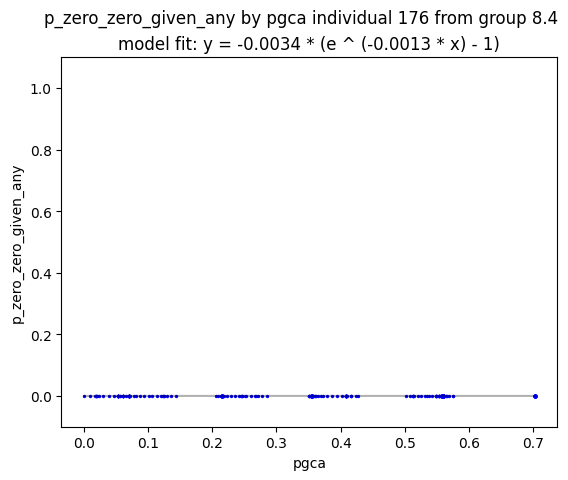 p_zero_zero_given_any by pgca individual 176 from group 8.4
model fit: y = -0.0034 * (e ^ (-0.0013 * x) - 1)
1.0
0.8
0.6
0.4
0.2
0.0
p_zero_zero_given_any
0.0 0.1 0.2 0.3 0.4 0.5 0.6 0.7
pgca